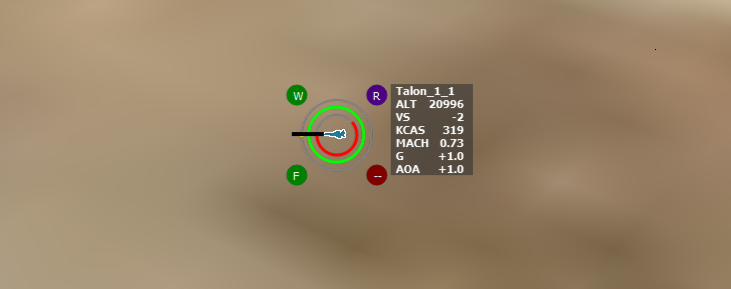 W
R
F
--
Talon_1_1
ALT 20996
VS -2
KCAS 319
MACH 0.73
G +1.0
AOA +1.0